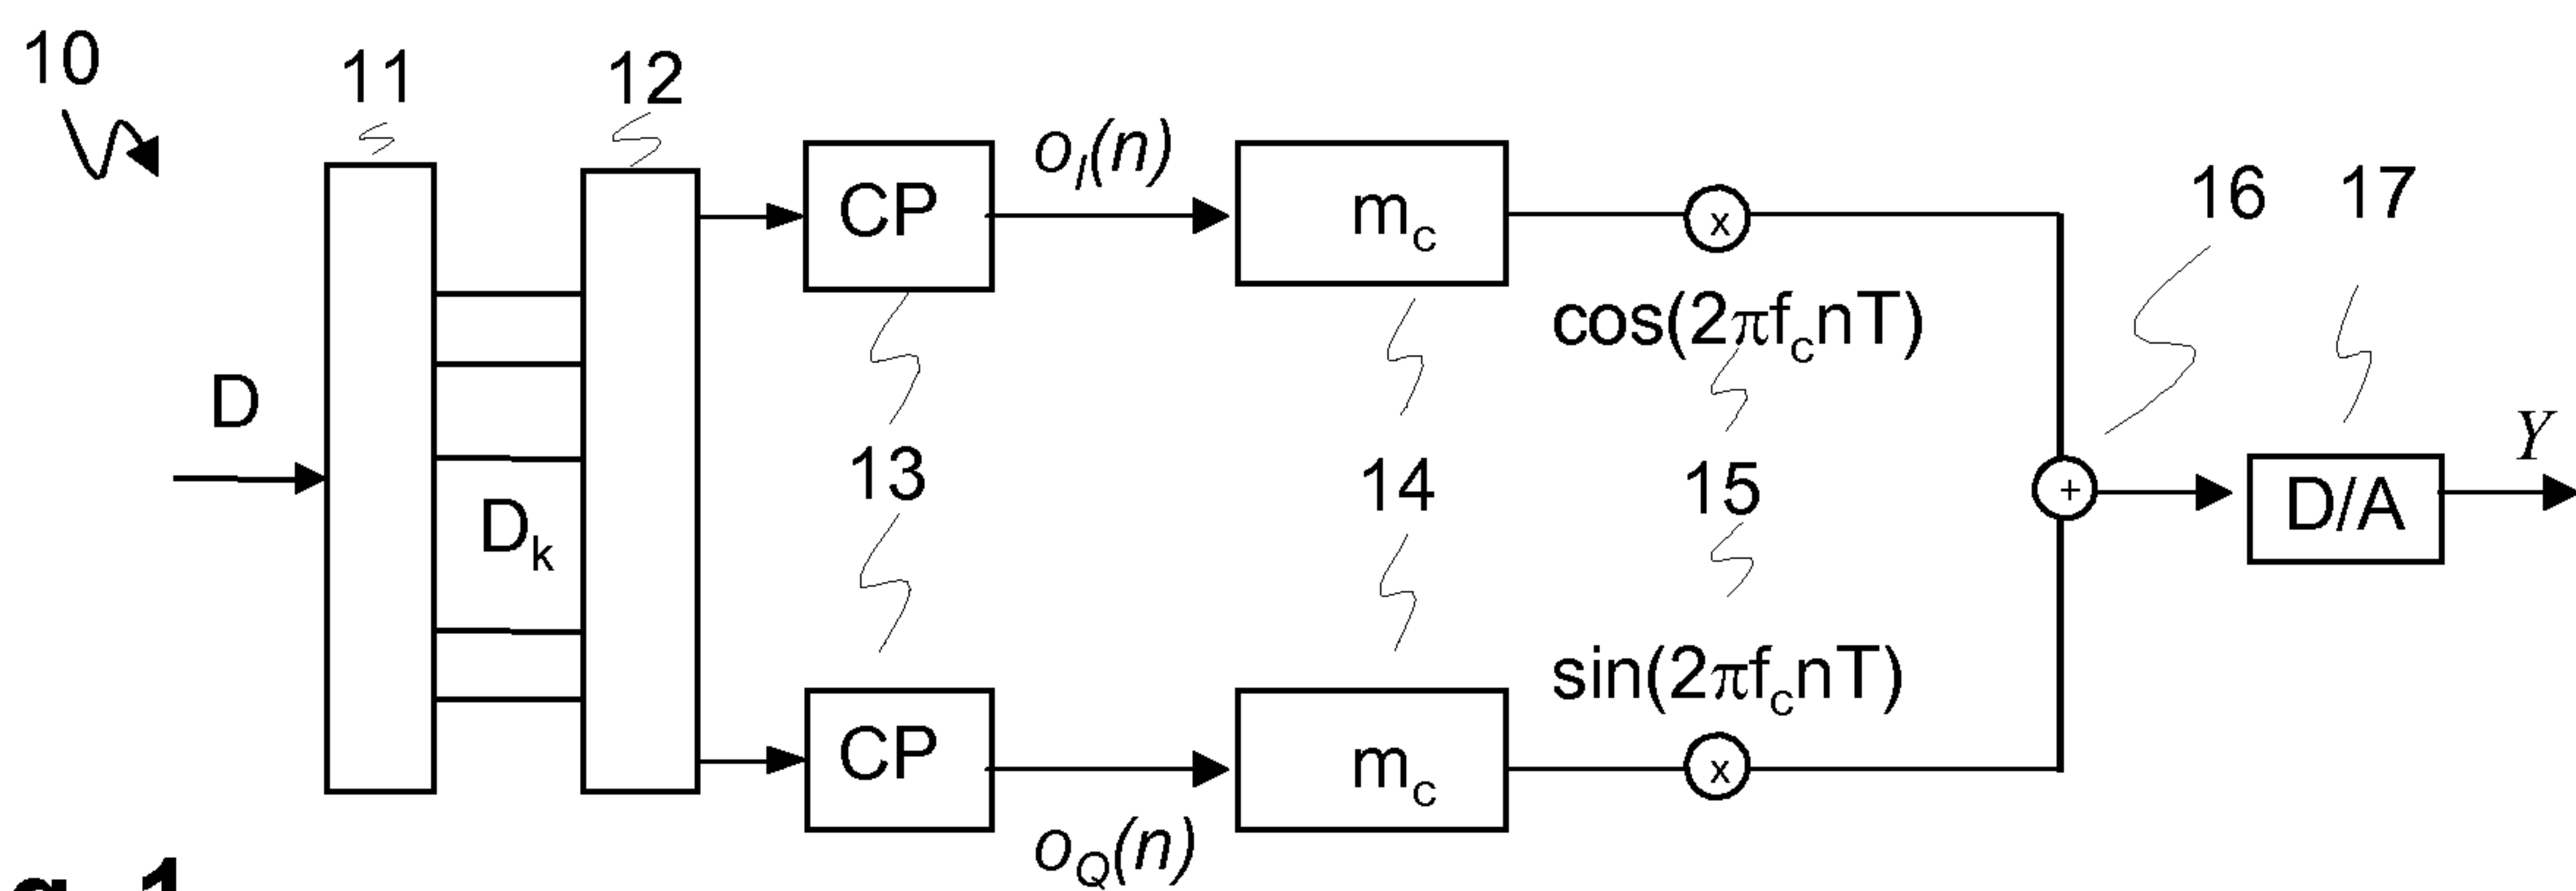 10
11
12
CP
o_I(n)
m_c
16
17
cos(2πf_cnT)
x
D
D_k
13
14
15
+
D/A
Y
CP
o_Q(n)
m_c
sin(2πf_cnT)
x
1